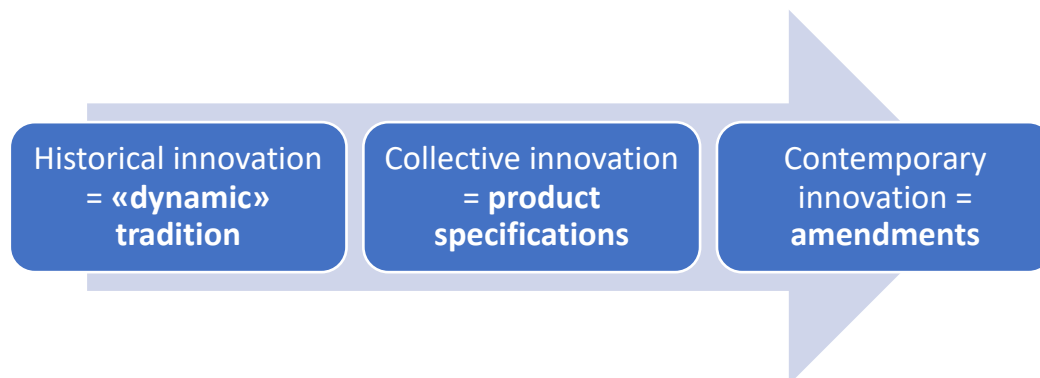 Historical innovation
= «dynamic»
tradition
Collective innovation
= product
specifications
Contemporary
innovation =
amendments